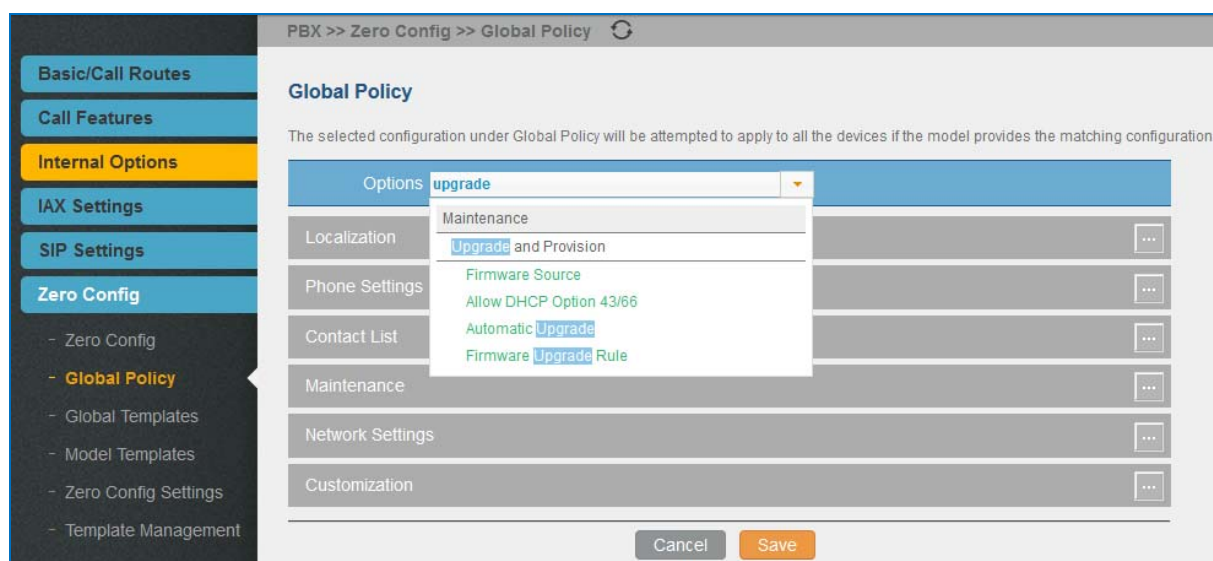 PBX >> Zero Config >> Global Policy
Basic/Call Routes
Call Features
Internal Options
IAX Settings
SIP Settings
Zero Config
- Zero Config
- Global Policy
- Global Templates
- Model Templates
- Zero Config Settings
- Template Management
Global Policy
The selected configuration under Global Policy will be attempted to apply to all the devices if the model provides the matching configuration
Options upgrade
Maintenance
Upgrade and Provision
Firmware Source
Allow DHCP Option 43/66
Automatic Upgrade
Firmware Upgrade Rule
Localization ...
Phone Settings ...
Contact List ...
Maintenance ...
Network Settings ...
Customization ...
Cancel Save